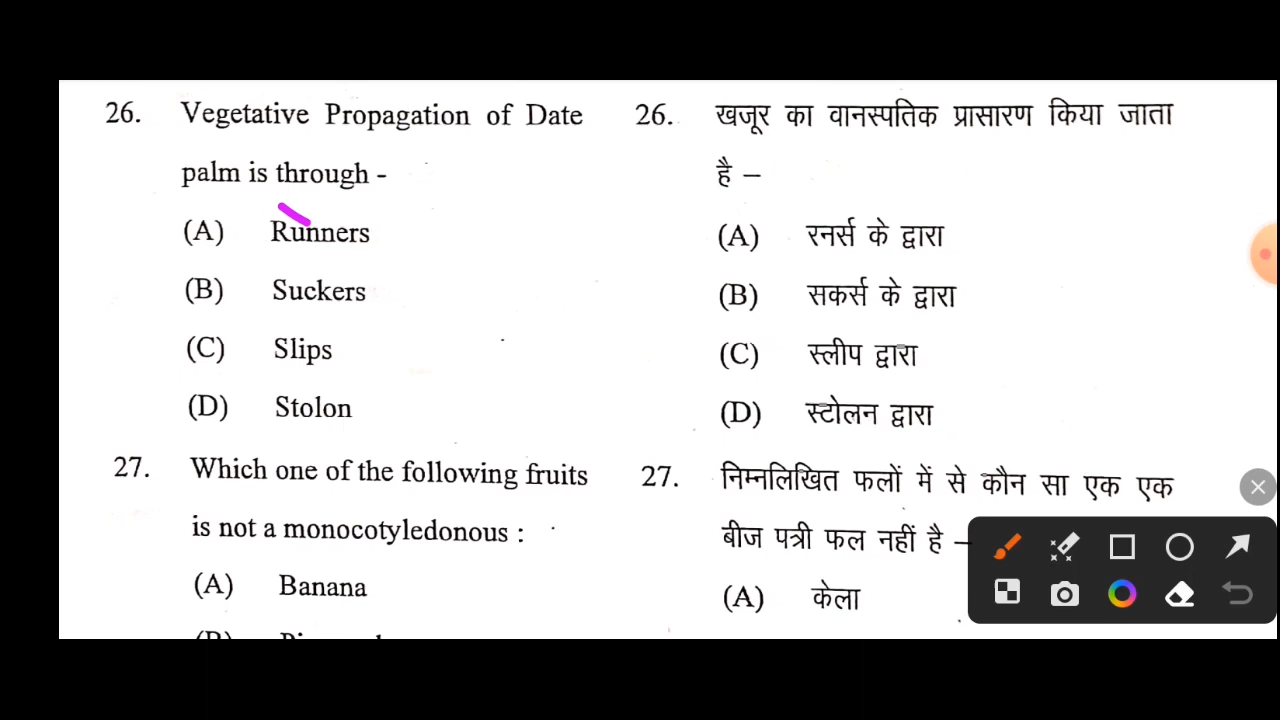 26. Vegetative Propagation of Date
palm is through -
(A) Runners
(B) Suckers
(C) Slips
(D) Stolon
27. Which one of the following fruits
is not a monocotyledonous :
(A) Banana
26. खजूर का वानस्पतिक प्रासारण किया जाता
है –
(A) रनर्स के द्वारा
(B) सकर्स के द्वारा
(C) स्लीप द्वारा
(D) स्टोलन द्वारा
27. निम्नलिखित फलों में से कौन सा एक एक
बीज पत्री फल नहीं है –
(A) केला